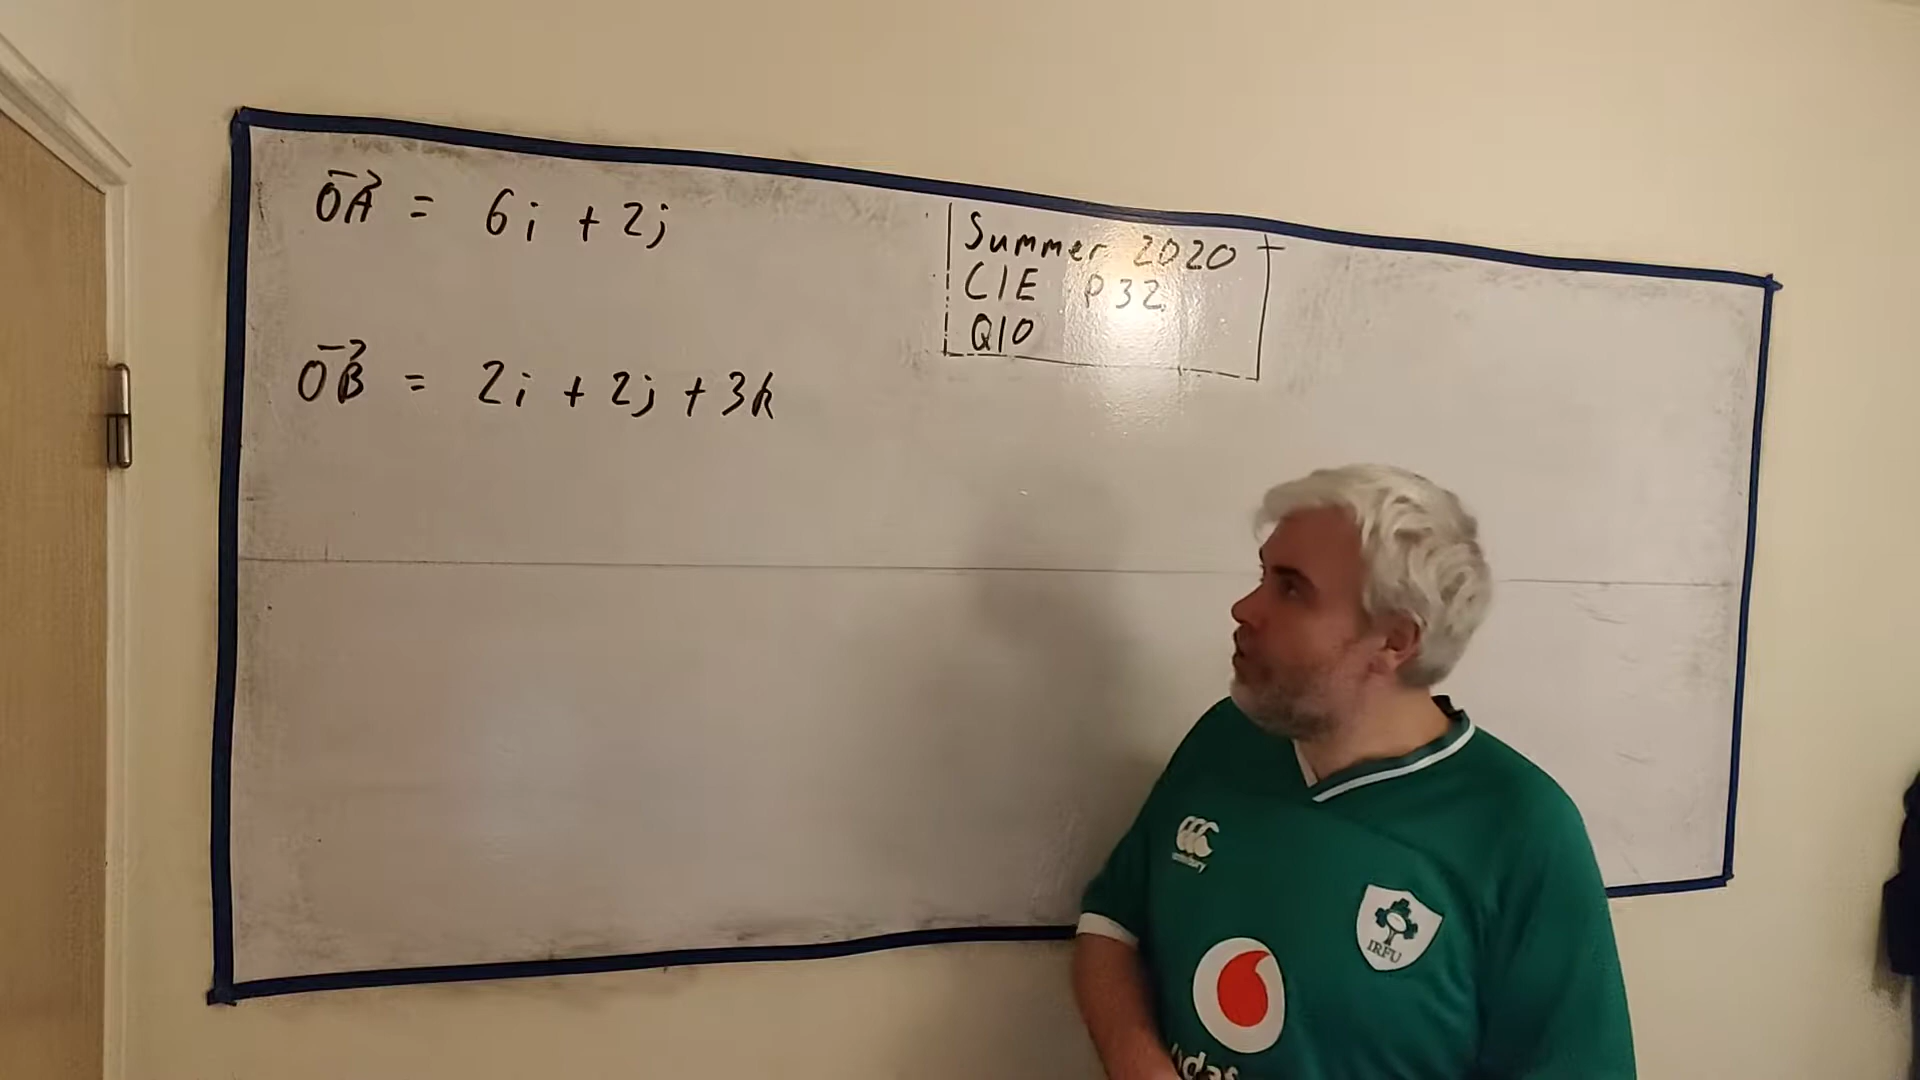 OA = 6i + 2j
OB = 2i + 2j + 3k
Summer 2020
CIE P32
Q10
IRFU